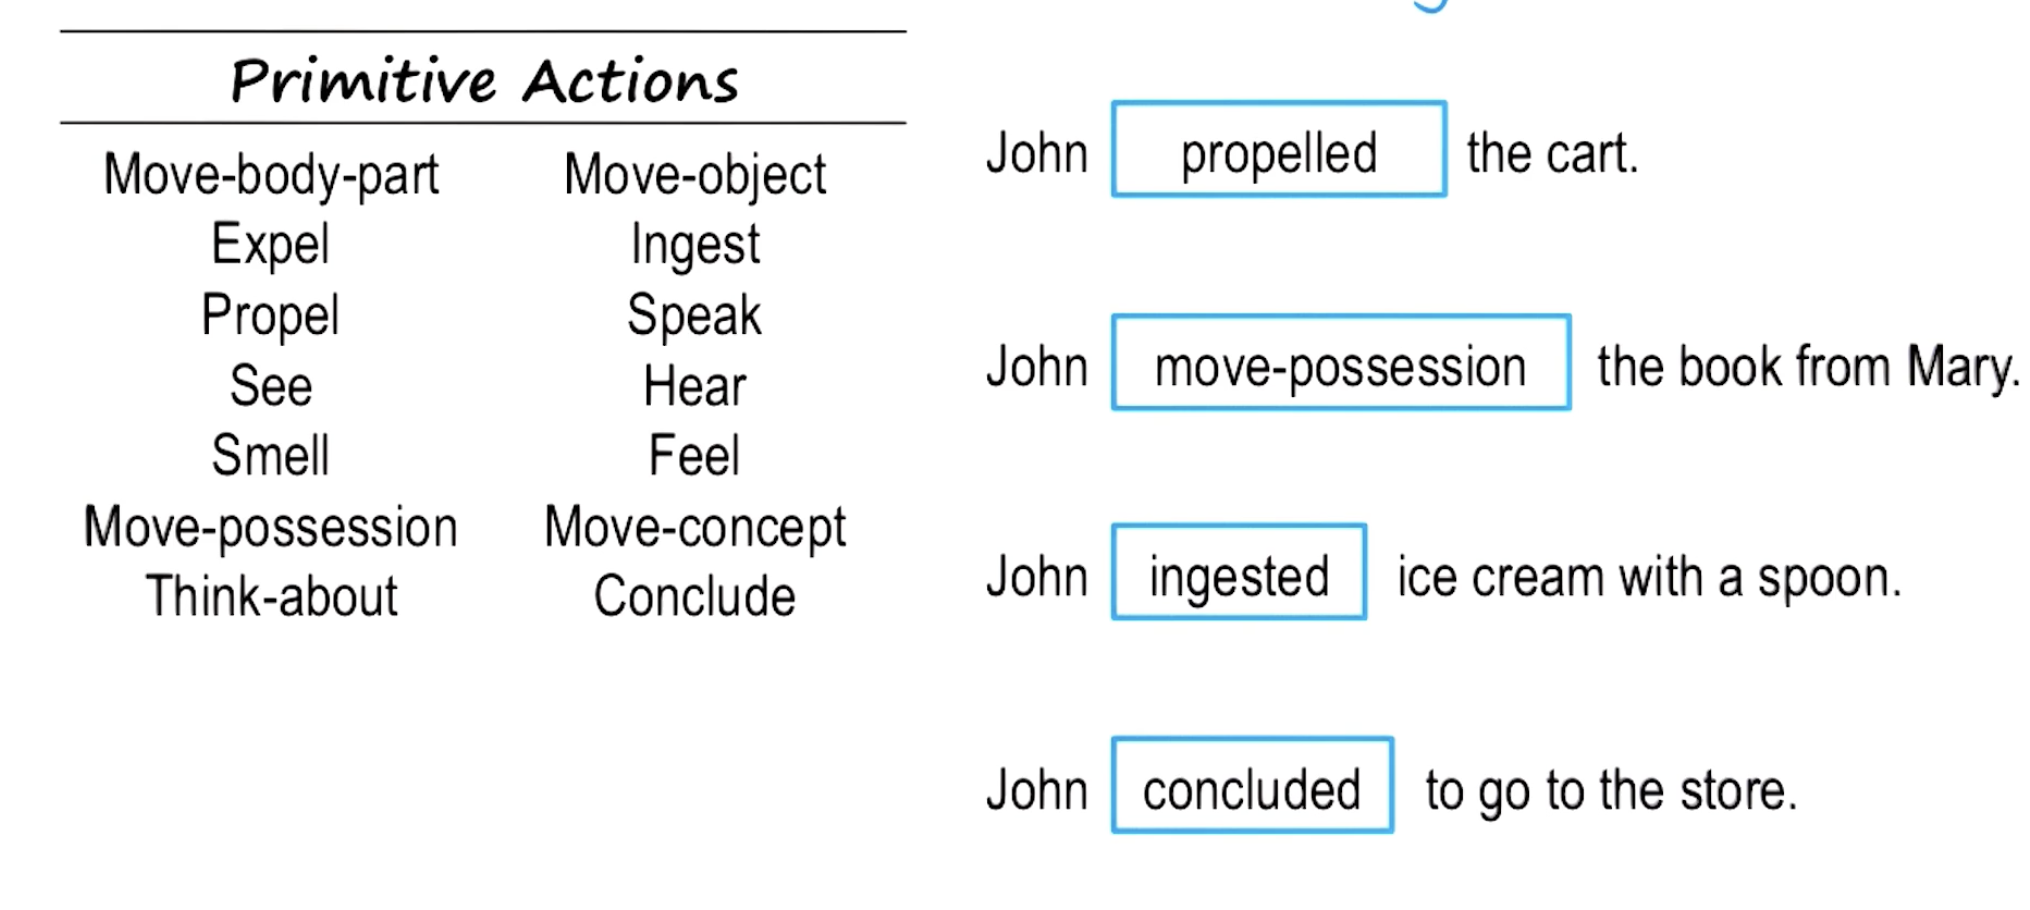 Primitive Actions
Move-body-part Move-object
Expel Ingest
Propel Speak
See Hear
Smell Feel
Move-possession Move-concept
Think-about Conclude
John propelled the cart.
John move-possession the book from Mary.
John ingested ice cream with a spoon.
John concluded to go to the store.